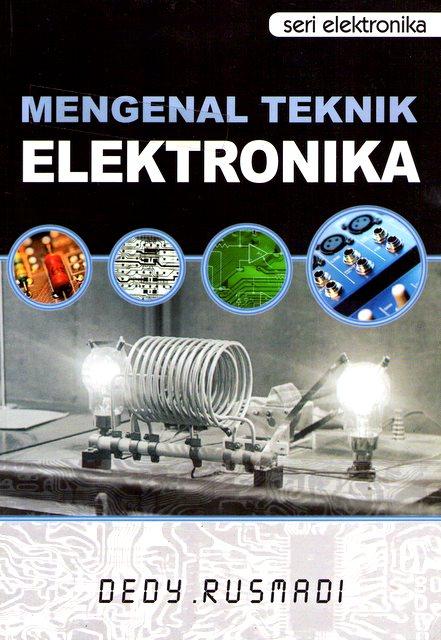 seri elektronika
MENGENAL TEKNIK
ELEKTRONIKA
DEDY.RUSMADI